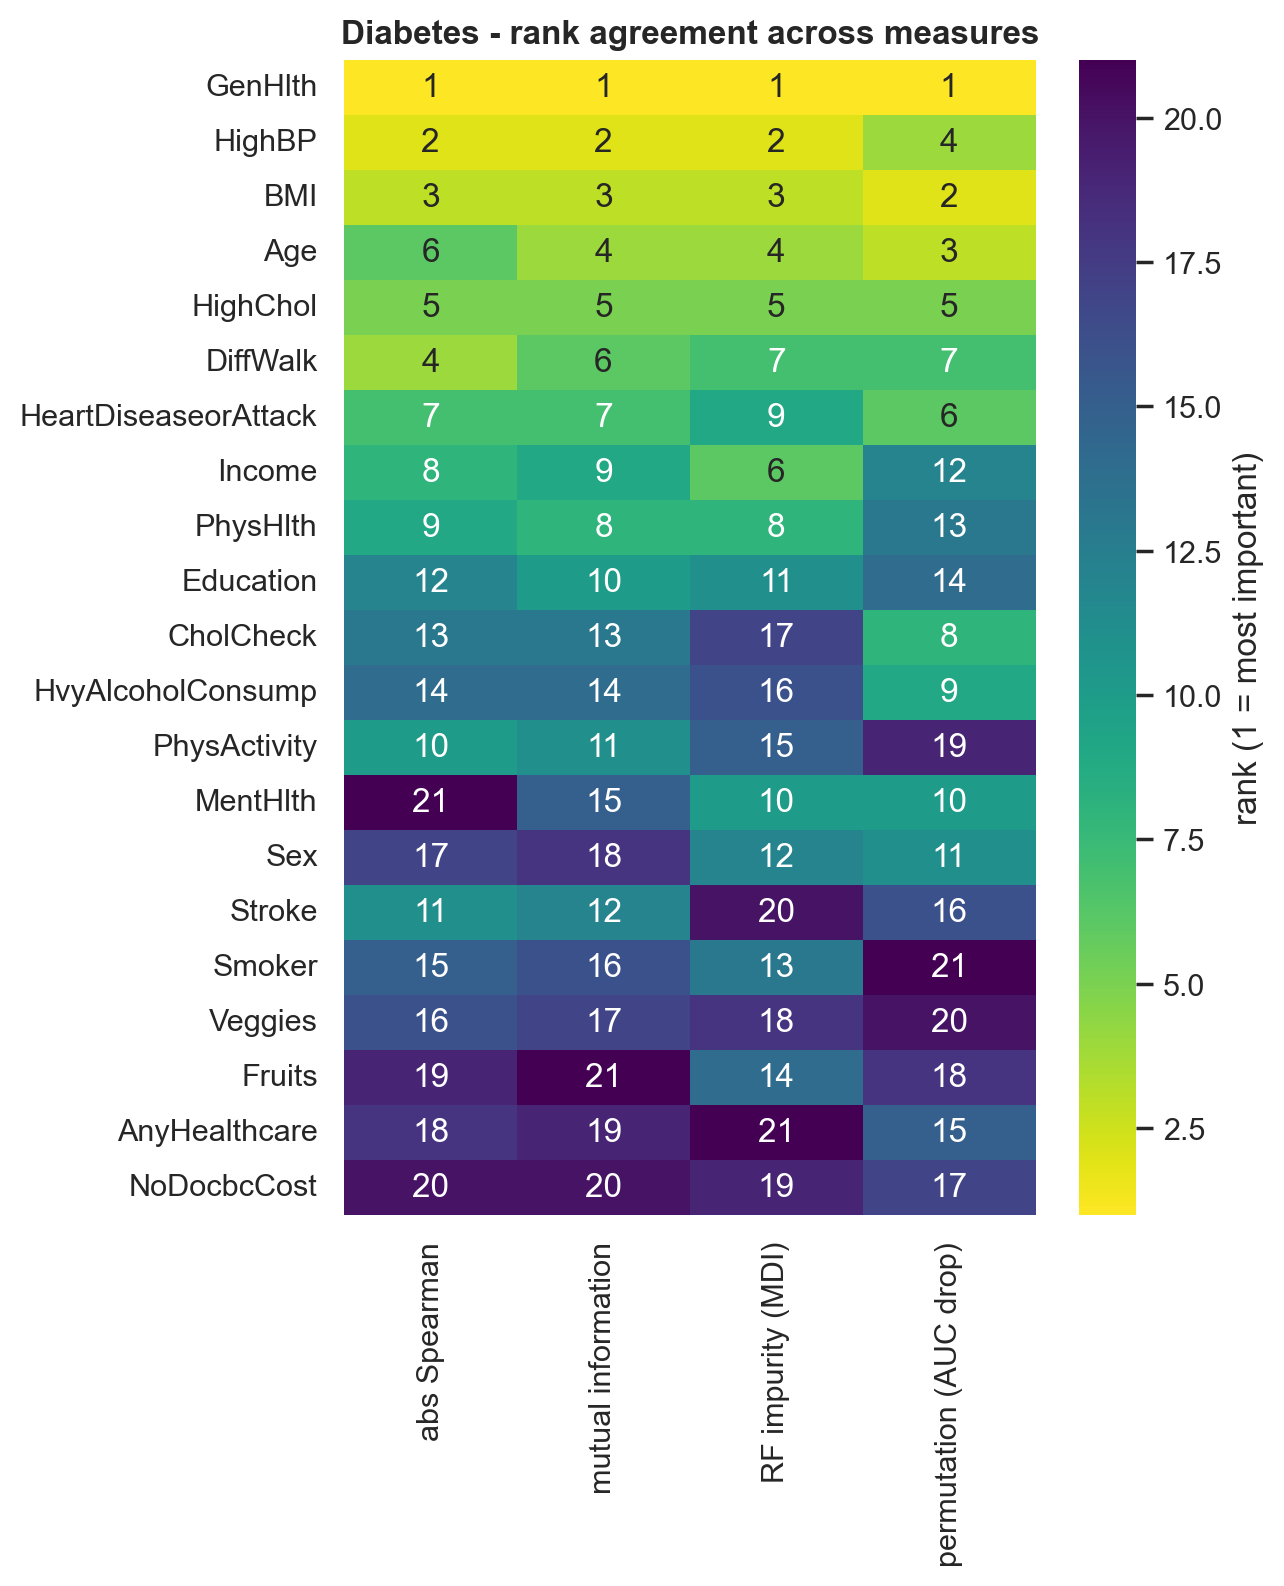 Diabetes - rank agreement across measures
GenHlth 1 1 1 1
HighBP 2 2 2 4
BMI 3 3 3 2
Age 6 4 4 3
HighChol 5 5 5 5
DiffWalk 4 6 7 7
HeartDiseaseorAttack 7 7 9 6
Income 8 9 6 12
PhysHlth 9 8 8 13
Education 12 10 11 14
CholCheck 13 13 17 8
HvyAlcoholConsump 14 14 16 9
PhysActivity 10 11 15 19
MentHlth 21 15 10 10
Sex 17 18 12 11
Stroke 11 12 20 16
Smoker 15 16 13 21
Veggies 16 17 18 20
Fruits 19 21 14 18
AnyHealthcare 18 19 21 15
NoDocbcCost 20 20 19 17
abs Spearman
mutual information
RF impurity (MDI)
permutation (AUC drop)
20.0
17.5
15.0
12.5
10.0
7.5
5.0
2.5
rank (1 = most important)